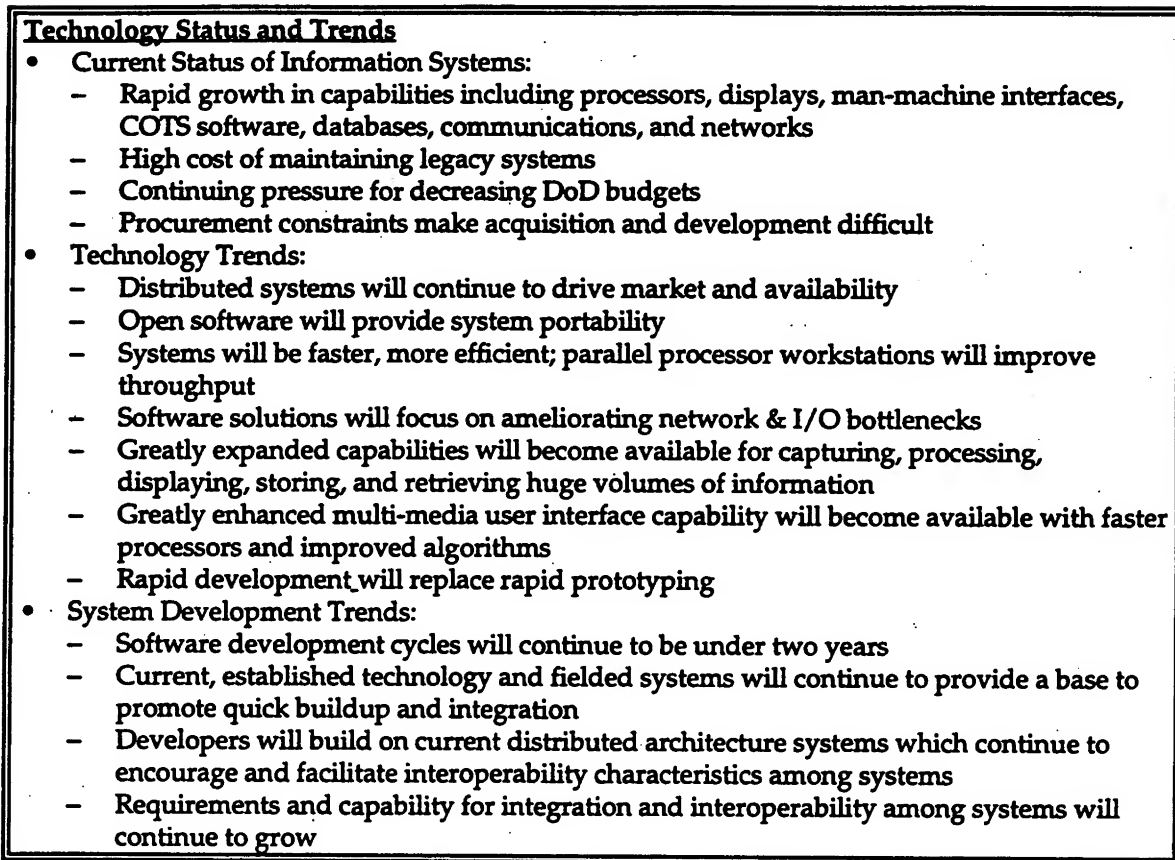 Technology Status and Trends
• Current Status of Information Systems:
– Rapid growth in capabilities including processors, displays, man-machine interfaces,
COTS software, databases, communications, and networks
– High cost of maintaining legacy systems
– Continuing pressure for decreasing DoD budgets
– Procurement constraints make acquisition and development difficult
• Technology Trends:
– Distributed systems will continue to drive market and availability
– Open software will provide system portability
– Systems will be faster, more efficient; parallel processor workstations will improve
throughput
– Software solutions will focus on ameliorating network & I/O bottlenecks
– Greatly expanded capabilities will become available for capturing, processing,
displaying, storing, and retrieving huge volumes of information
– Greatly enhanced multi-media user interface capability will become available with faster
processors and improved algorithms
– Rapid development will replace rapid prototyping
• System Development Trends:
– Software development cycles will continue to be under two years
– Current, established technology and fielded systems will continue to provide a base to
promote quick buildup and integration
– Developers will build on current distributed architecture systems which continue to
encourage and facilitate interoperability characteristics among systems
– Requirements and capability for integration and interoperability among systems will
continue to grow